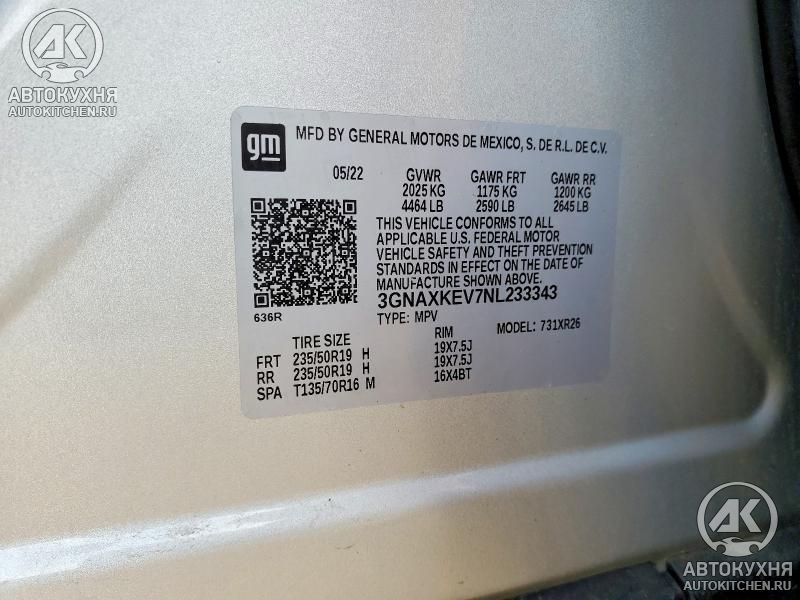 AK
АВТОКУХНЯ
AUTOKITCHEN.RU
gm
MFD BY GENERAL MOTORS DE MEXICO, S. DE R.L. DE C.V.
05/22 GVWR GAWR FRT GAWR RR
2025 KG 1175 KG 1200 KG
4464 LB 2590 LB 2645 LB
THIS VEHICLE CONFORMS TO ALL
APPLICABLE U.S. FEDERAL MOTOR
VEHICLE SAFETY AND THEFT PREVENTION
STANDARDS IN EFFECT ON THE DATE OF
MANUFACTURE SHOWN ABOVE.
3GNAXKEV7NL233343
636R
TYPE: MPV MODEL: 731XR26
TIRE SIZE RIM
FRT 235/50R19 H 19X7.5J
RR 235/50R19 H 19X7.5J
SPA T135/70R16 M 16X4BT
AK
АВТОКУХНЯ
AUTOKITCHEN.RU